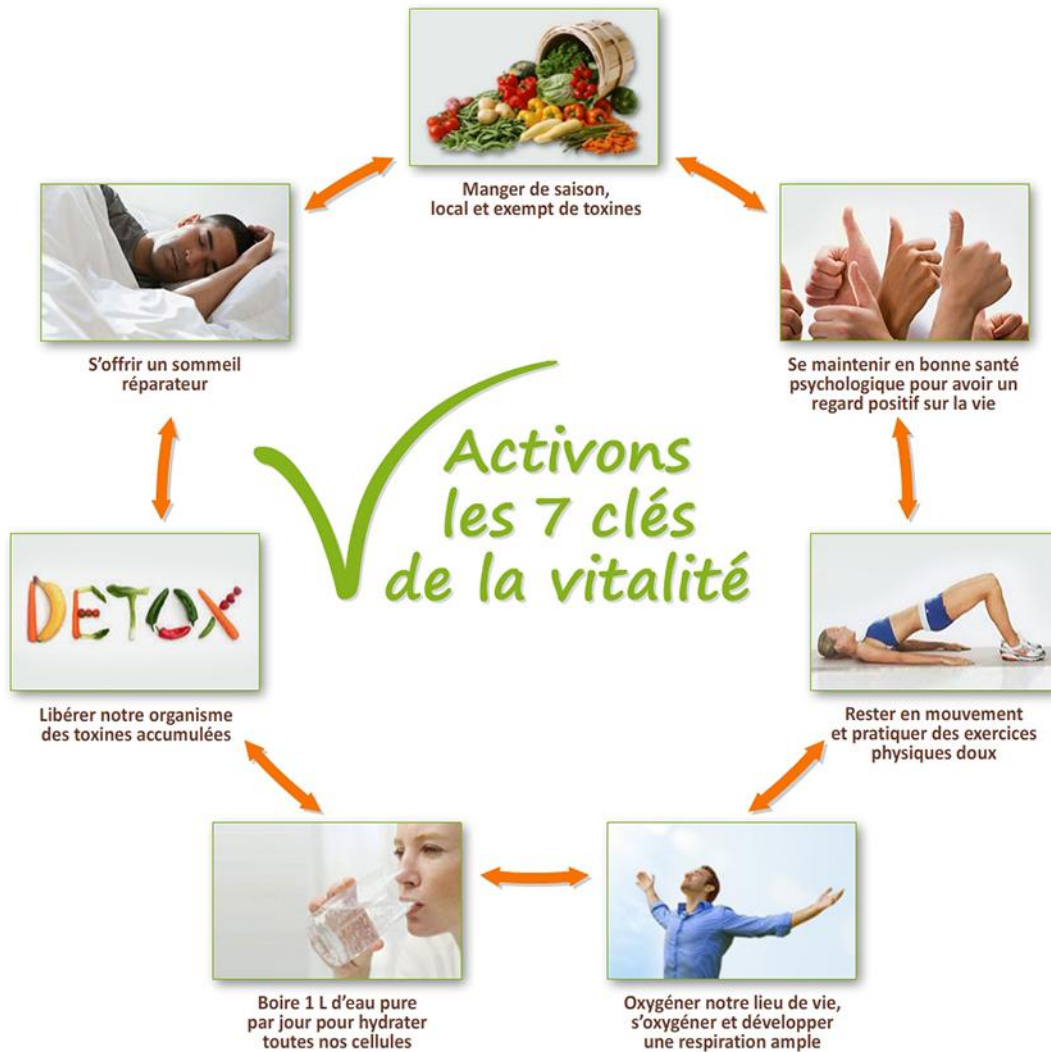 Manger de saison,
local et exempt de toxines
S'offrir un sommeil
réparateur
Se maintenir en bonne santé
psychologique pour avoir un
regard positif sur la vie
Activons
les 7 clés
de la vitalité
DETOX
Libérer notre organisme
des toxines accumulées
Rester en mouvement
et pratiquer des exercices
physiques doux
Boire 1 L d'eau pure
par jour pour hydrater
toutes nos cellules
Oxygéner notre lieu de vie,
s'oxygéner et développer
une respiration ample